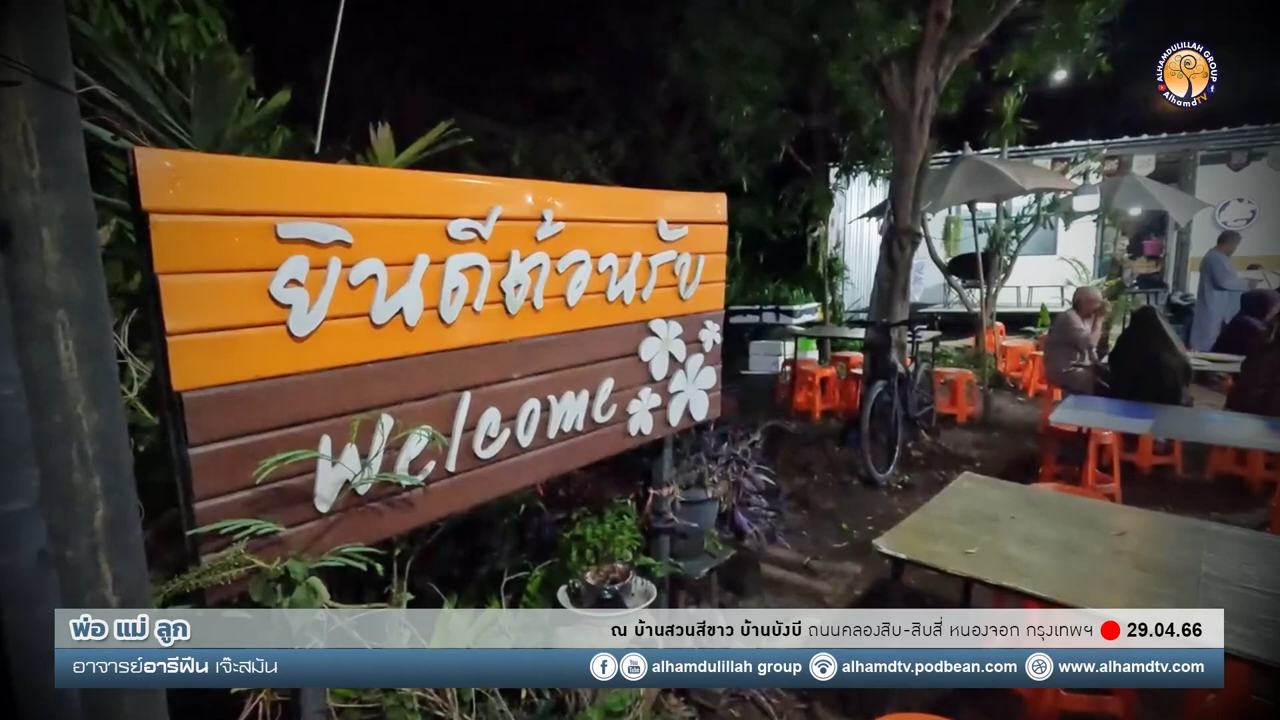 ALHAMDULILLAH GROUP
AlhamdTV
ยินดีต้อนรับ
Welcome
พ่อ แม่ ลูก
ณ บ้านสวนสีขาว บ้านบังบี ถนนคลองสิบ-สิบสี่ หนองจอก กรุงเทพฯ 29.04.66
อาจารย์อารีฟีน เจ๊ะสมัน
You Tube alhamdulillah group alhamdtv.podbean.com www.alhamdtv.com